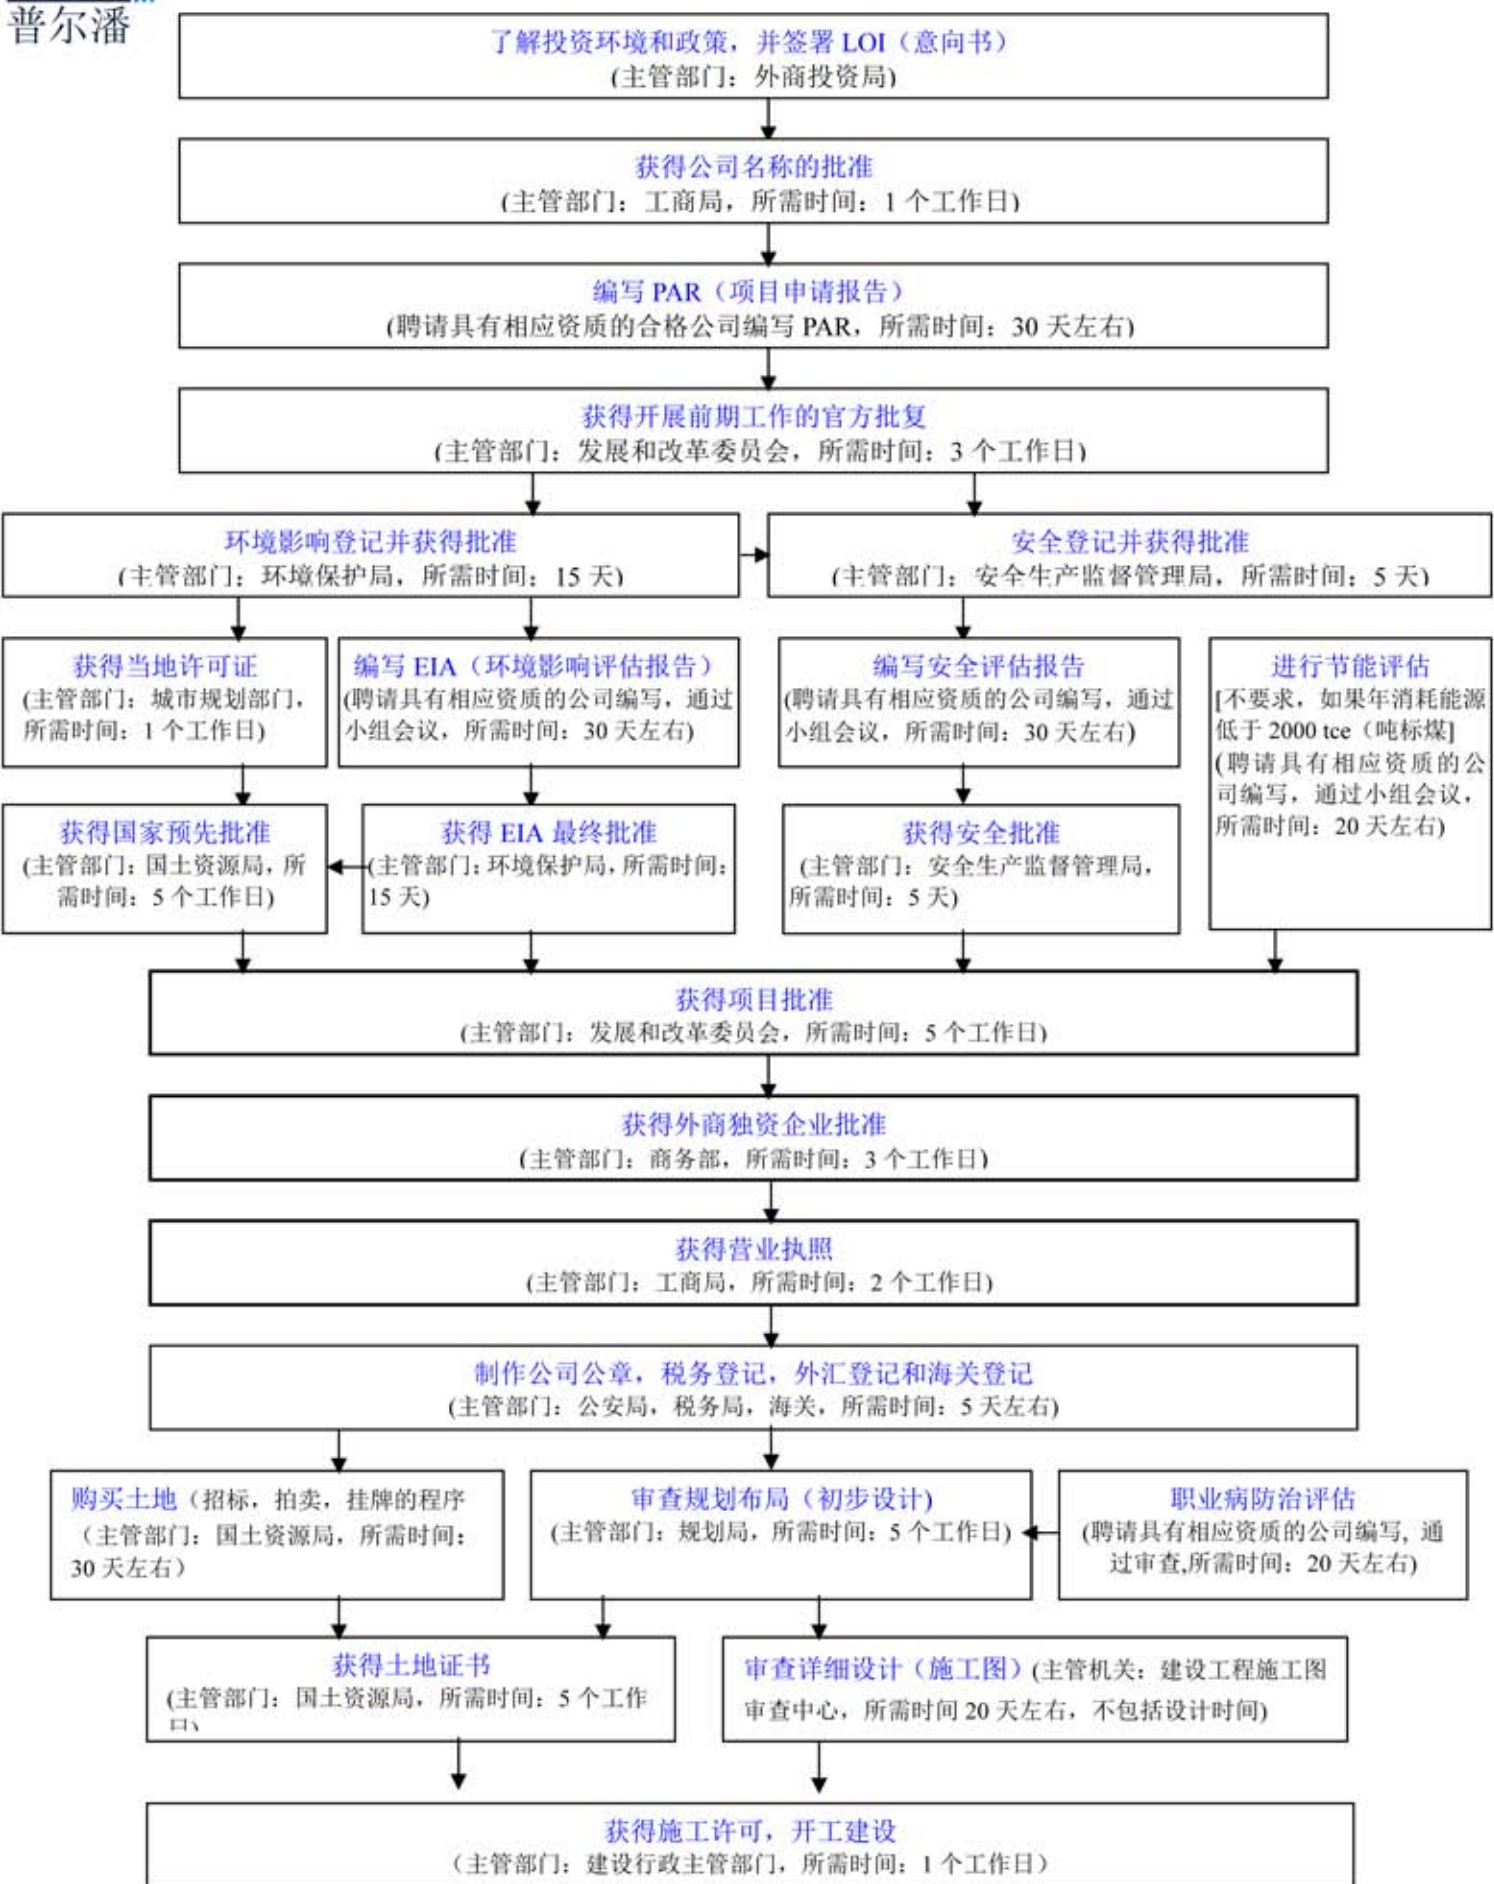 普尔潘
了解投资环境和政策，并签署 LOI（意向书）
(主管部门：外商投资局)
获得公司名称的批准
(主管部门：工商局，所需时间：1 个工作日)
编写 PAR（项目申请报告）
(聘请具有相应资质的合格公司编写 PAR，所需时间：30 天左右)
获得开展前期工作的官方批复
(主管部门：发展和改革委员会，所需时间：3 个工作日)
环境影响登记并获得批准
(主管部门：环境保护局，所需时间：15 天)
安全登记并获得批准
(主管部门：安全生产监督管理局，所需时间：5 天)
获得当地许可证
(主管部门：城市规划部门，
所需时间：1 个工作日)
编写 EIA（环境影响评估报告）
(聘请具有相应资质的公司编写，通过
小组会议，所需时间：30 天左右)
编写安全评估报告
(聘请具有相应资质的公司编写，通过
小组会议，所需时间：30 天左右)
进行节能评估
[不要求，如果年消耗能源
低于 2000 tce（吨标煤]
(聘请具有相应资质的公
司编写，通过小组会议，
所需时间：20 天左右)
获得国家预先批准
(主管部门：国土资源局，所
需时间：5 个工作日)
获得 EIA 最终批准
(主管部门：环境保护局，所需时间：
15 天)
获得安全批准
(主管部门：安全生产监督管理局，
所需时间：5 天)
获得项目批准
(主管部门：发展和改革委员会，所需时间：5 个工作日)
获得外商独资企业批准
(主管部门：商务部，所需时间：3 个工作日)
获得营业执照
(主管部门：工商局，所需时间：2 个工作日)
制作公司公章，税务登记，外汇登记和海关登记
(主管部门：公安局，税务局，海关，所需时间：5 天左右)
购买土地（招标，拍卖，挂牌的程序
（主管部门：国土资源局，所需时间：
30 天左右）
审查规划布局（初步设计)
(主管部门：规划局，所需时间：5 个工作日)
职业病防治评估
(聘请具有相应资质的公司编写, 通
过审查,所需时间：20 天左右)
获得土地证书
(主管部门：国土资源局，所需时间：5 个工作
日)
审查详细设计（施工图）(主管机关：建设工程施工图
审查中心，所需时间 20 天左右，不包括设计时间)
获得施工许可，开工建设
（主管部门：建设行政主管部门，所需时间：1 个工作日）